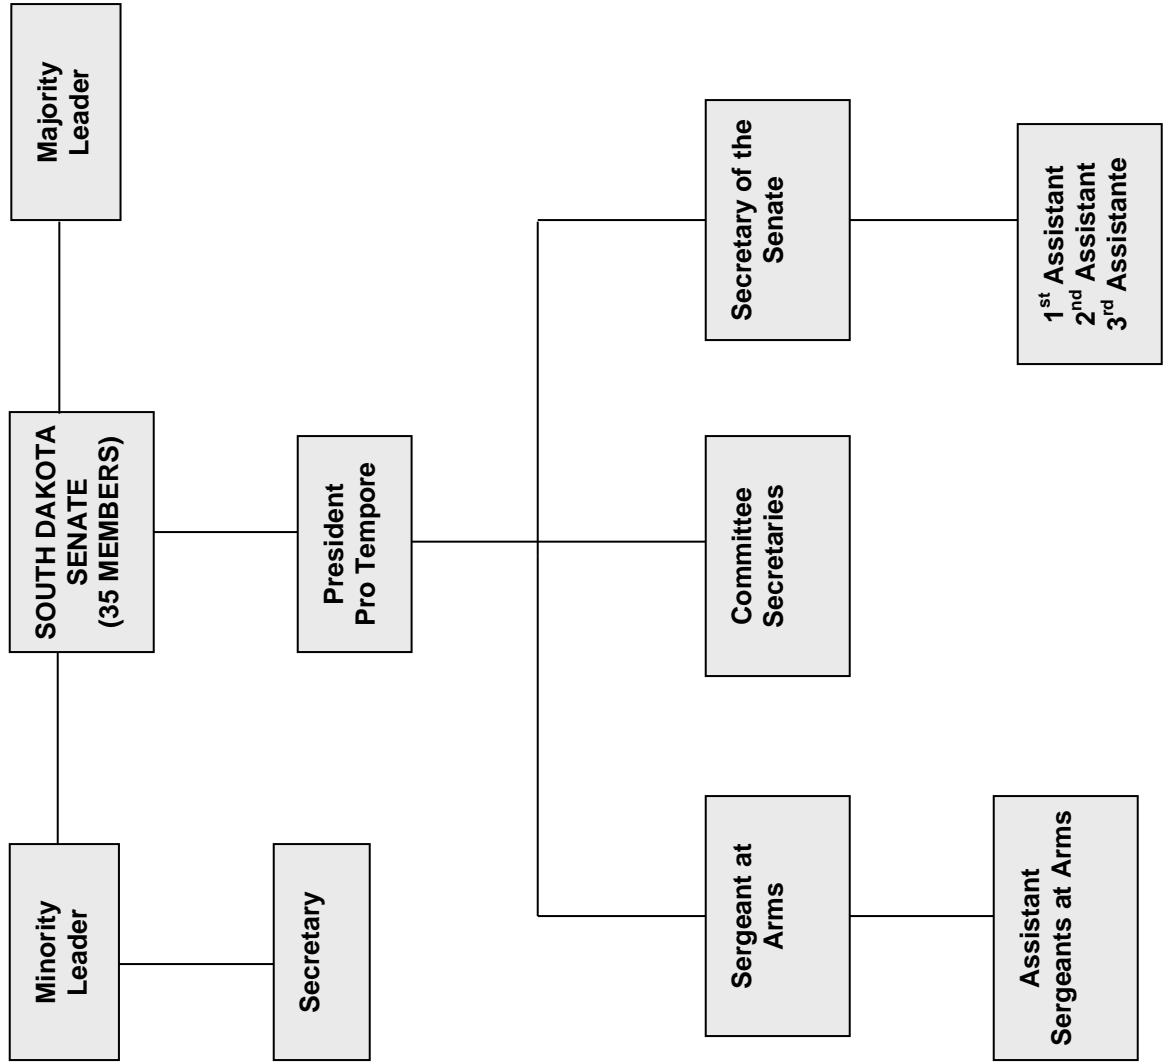 Minority
Leader
SOUTH DAKOTA
SENATE
(35 MEMBERS)
Majority
Leader
Secretary
President
Pro Tempore
Sergeant at
Arms
Committee
Secretaries
Secretary of the
Senate
Assistant
Sergeants at Arms
1st Assistant
2nd Assistant
3rd Assistante